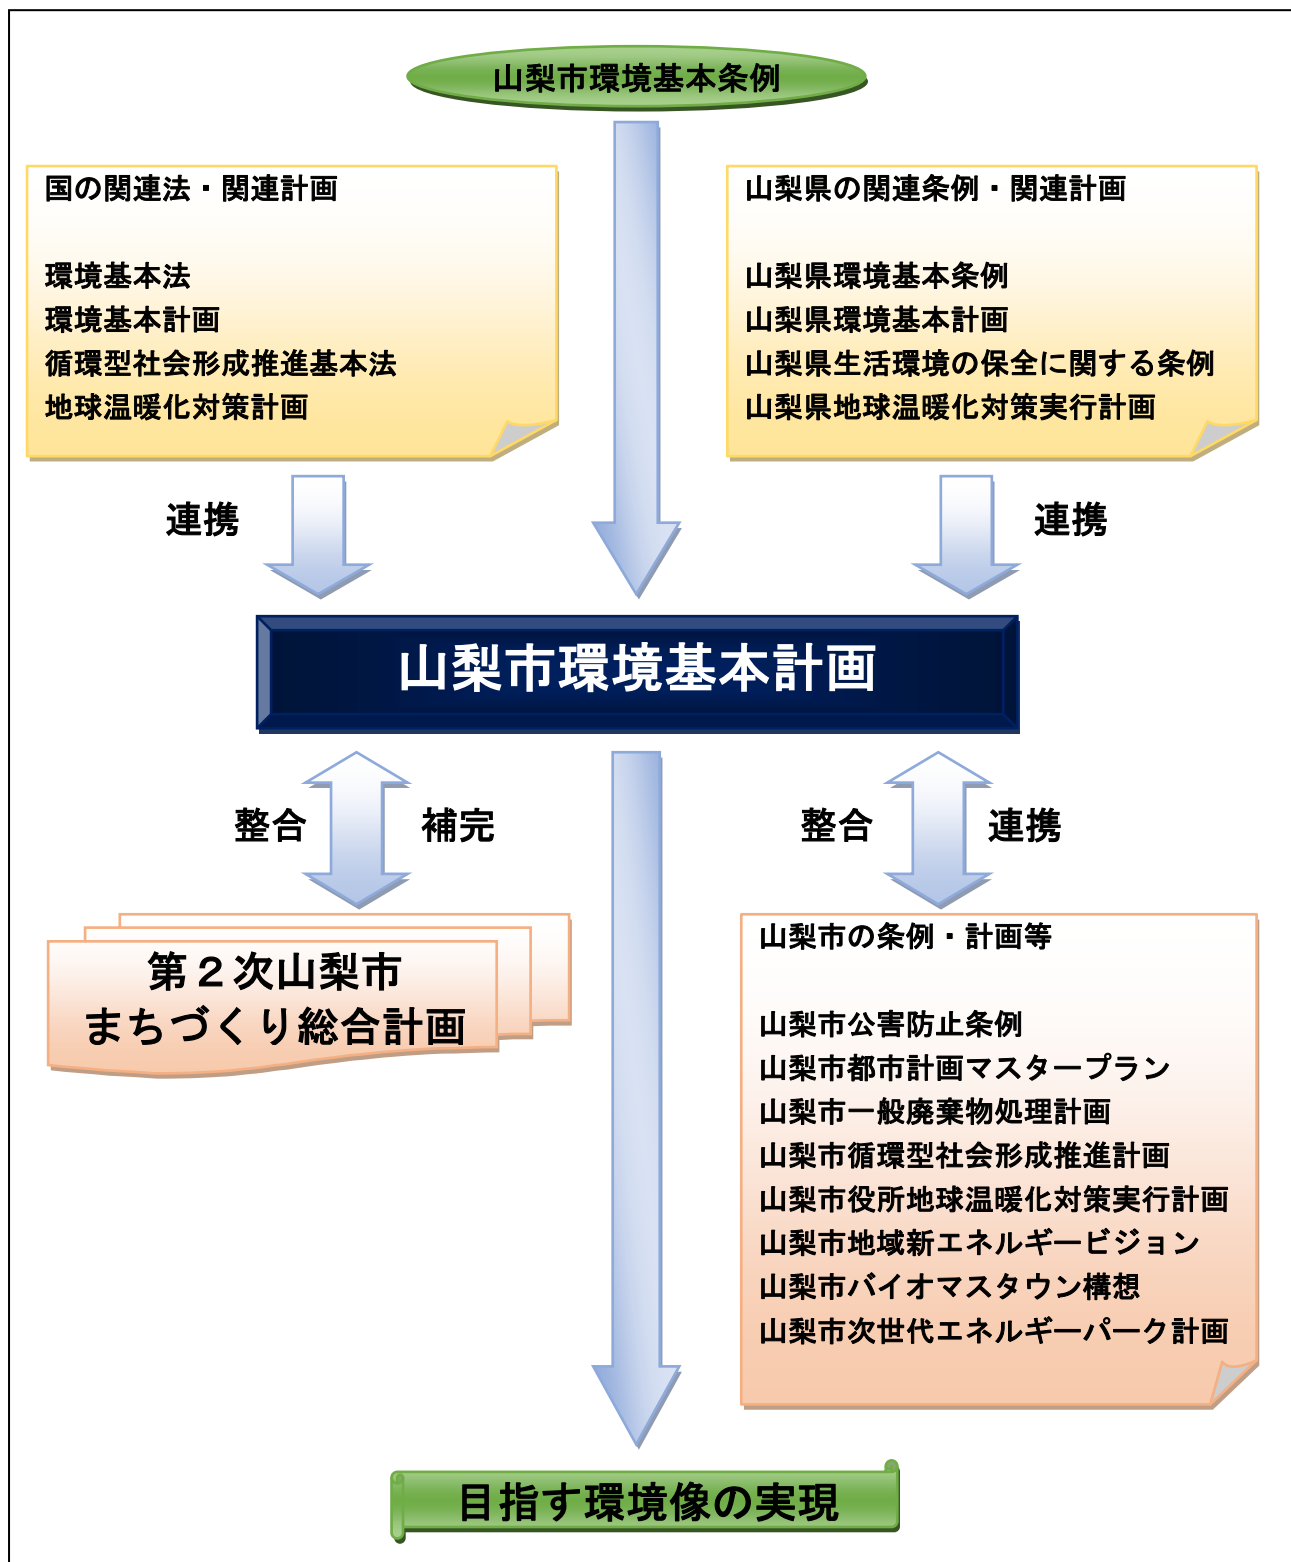 山梨市環境基本条例
国の関連法・関連計画
環境基本法
環境基本計画
循環型社会形成推進基本法
地球温暖化対策計画
山梨県の関連条例・関連計画
山梨県環境基本条例
山梨県環境基本計画
山梨県生活環境の保全に関する条例
山梨県地球温暖化対策実行計画
連携
連携
山梨市環境基本計画
整合
補完
整合
連携
第２次山梨市
まちづくり総合計画
山梨市の条例・計画等
山梨市公害防止条例
山梨市都市計画マスタープラン
山梨市一般廃棄物処理計画
山梨市循環型社会形成推進計画
山梨市役所地球温暖化対策実行計画
山梨市地域新エネルギービジョン
山梨市バイオマスタウン構想
山梨市次世代エネルギーパーク計画
目指す環境像の実現